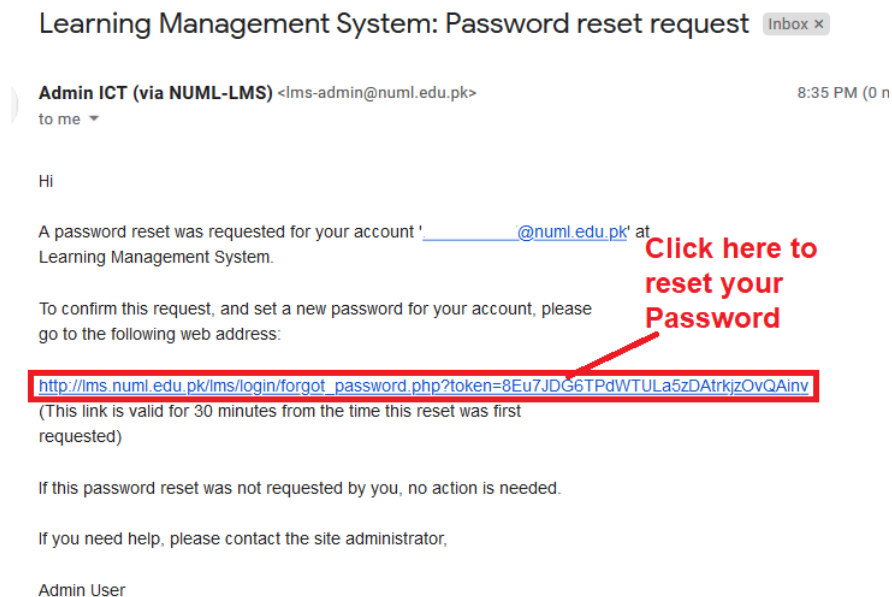 Learning Management System: Password reset request Inbox ×
Admin ICT (via NUML-LMS) <lms-admin@numl.edu.pk> 8:35 PM (0 m
to me
Hi
A password reset was requested for your account '. @numl.edu.pk' at
Learning Management System.
Click here to
reset your
Password
To confirm this request, and set a new password for your account, please
go to the following web address:
http://lms.numl.edu.pk/lms/login/forgot_password.php?token=8Eu7JDG6TPdWTULa5zDAtrkjzOvQAinv
(This link is valid for 30 minutes from the time this reset was first
requested)
If this password reset was not requested by you, no action is needed.
If you need help, please contact the site administrator,
Admin User